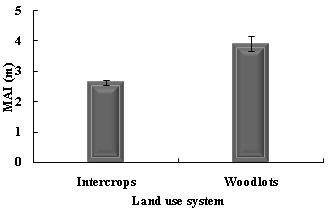 5
4
3
2
1
0
MAI (m)
Intercrops Woodlots
Land use system